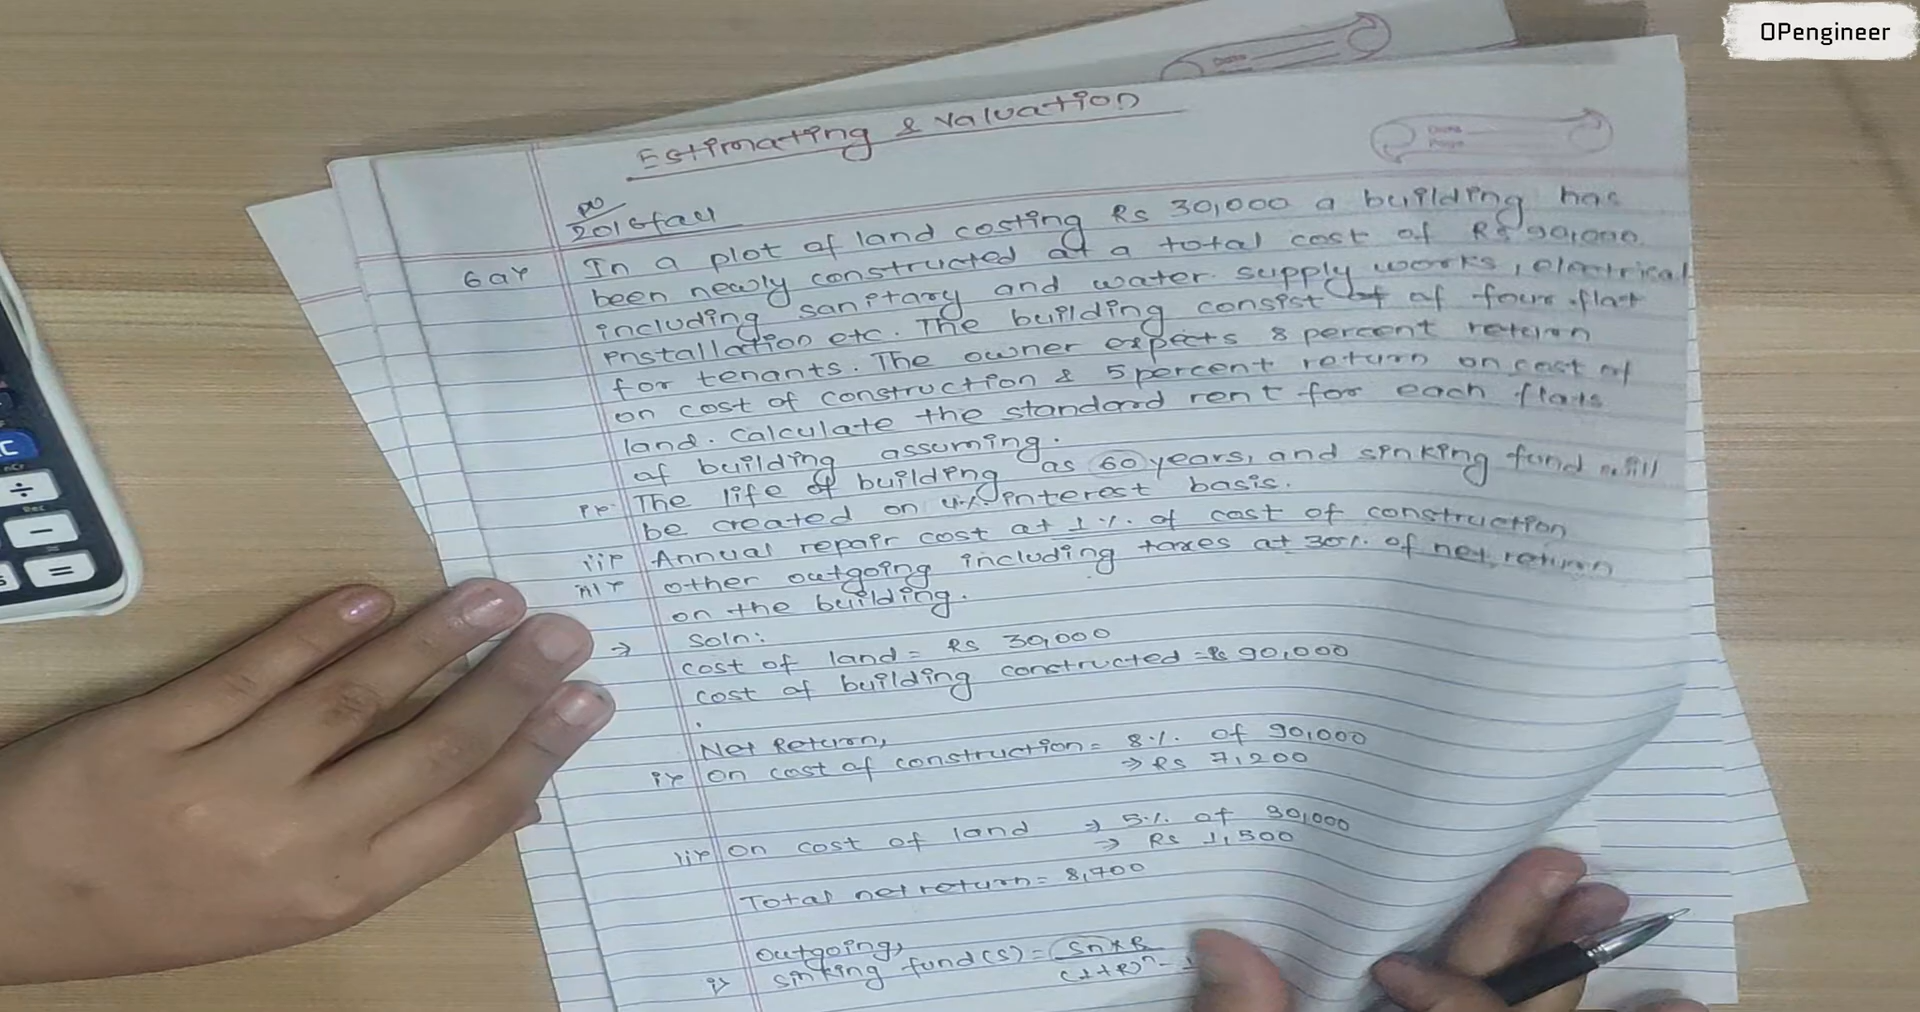 OPengineer
Estimating & Valuation
PU
2016 fall
6 a> In a plot of land costing Rs 30,000 a building has
been newly constructed at a total cost of Rs 90,000
including sanitary and water supply works, electrical
installation etc. The building consist of four flat
for tenants. The owner expects 8 percent return
on cost of construction & 5 percent return on cost of
land. Calculate the standard rent for each flats
of building assuming.
i> The life of building as 60 years, and sinking fund will
be created on 4% interest basis.
ii> Annual repair cost at 1% of cost of construction
iii> other outgoing including taxes at 30% of net return
on the building.
→ Soln:
cost of land = Rs 30,000
cost of building constructed = Rs 90,000
Net Return,
i> on cost of construction = 8% of 90,000
⇒ Rs 7,200
ii> on cost of land → 5% of 30,000
⇒ Rs 1,500
Total net return = 8,700
Outgoing,
i> sinking fund (s) = Sn×R
(1+R)ⁿ - 1